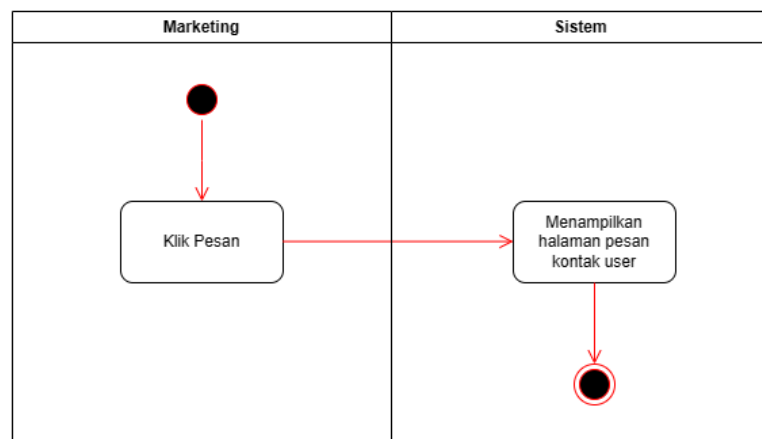 Marketing
Sistem
Klik Pesan
Menampilkan
halaman pesan
kontak user